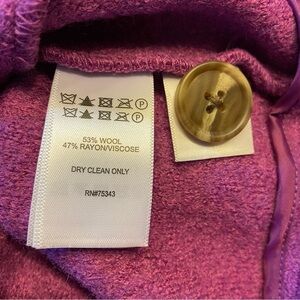 53% WOOL
47% RAYON/VISCOSE
DRY CLEAN ONLY
RN#75343